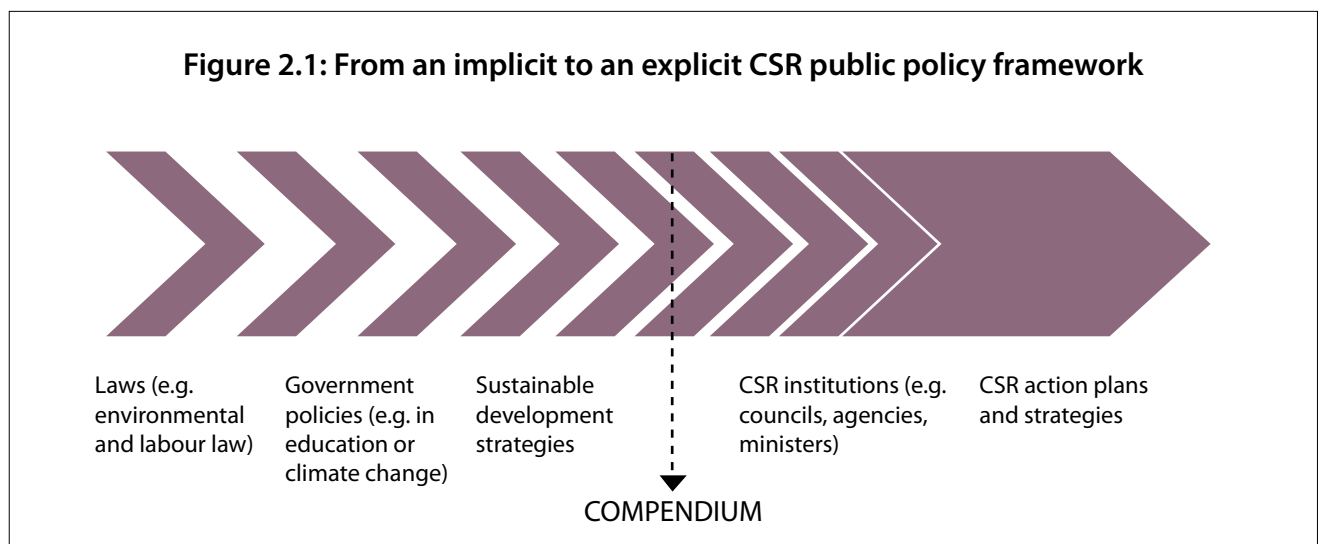 Figure 2.1: From an implicit to an explicit CSR public policy framework
Laws (e.g.
environmental
and labour law)
Government
policies (e.g. in
education or
climate change)
Sustainable
development
strategies
CSR institutions (e.g.
councils, agencies,
ministers)
CSR action plans
and strategies
COMPENDIUM